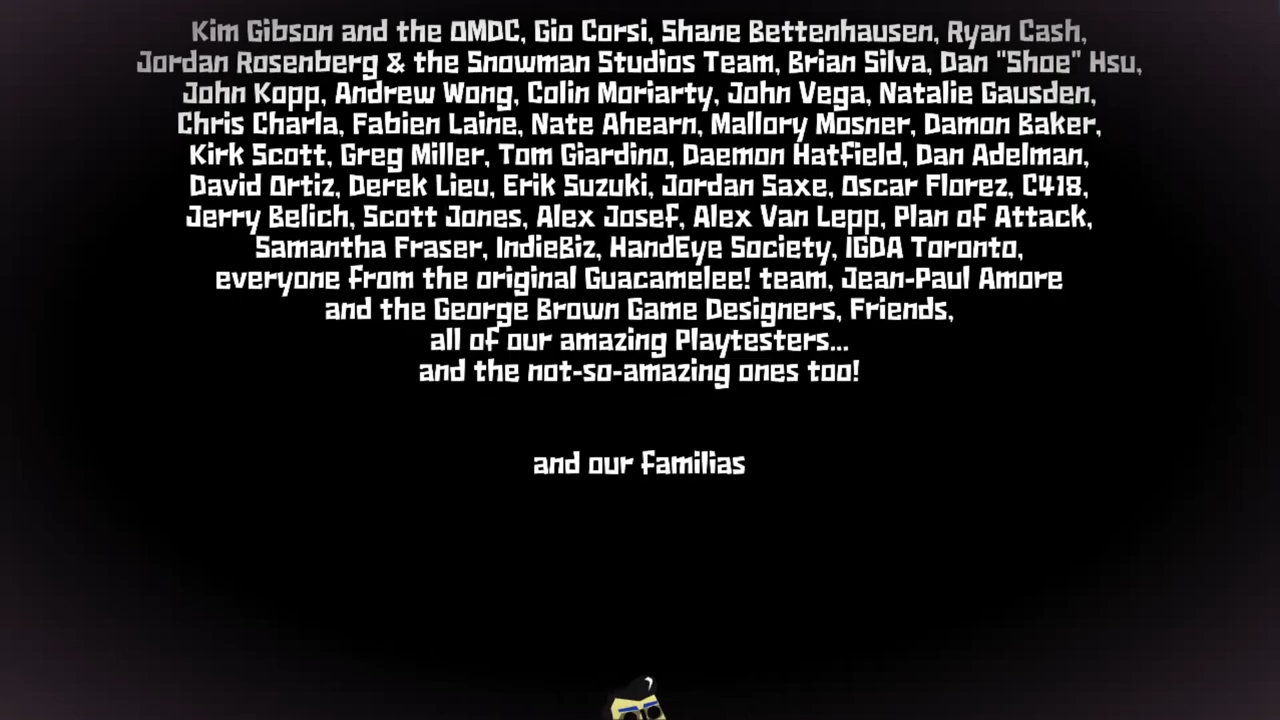 Kim Gibson and the OMDC, Gio Corsi, Shane Bettenhausen, Ryan Cash,
Jordan Rosenberg & the Snowman Studios Team, Brian Silva, Dan "Shoe" Hsu,
John Kopp, Andrew Wong, Colin Moriarty, John Vega, Natalie Gausden,
Chris Charla, Fabien Laine, Nate Ahearn, Mallory Mosner, Damon Baker,
Kirk Scott, Greg Miller, Tom Giardino, Daemon Hatfield, Dan Adelman,
David Ortiz, Derek Lieu, Erik Suzuki, Jordan Saxe, Oscar Florez, C418,
Jerry Belich, Scott Jones, Alex Josef, Alex Van Lepp, Plan of Attack,
Samantha Fraser, IndieBiz, HandEye Society, IGDA Toronto,
everyone from the original Guacamelee! team, Jean-Paul Amore
and the George Brown Game Designers, Friends,
all of our amazing Playtesters...
and the not-so-amazing ones too!
and our familias